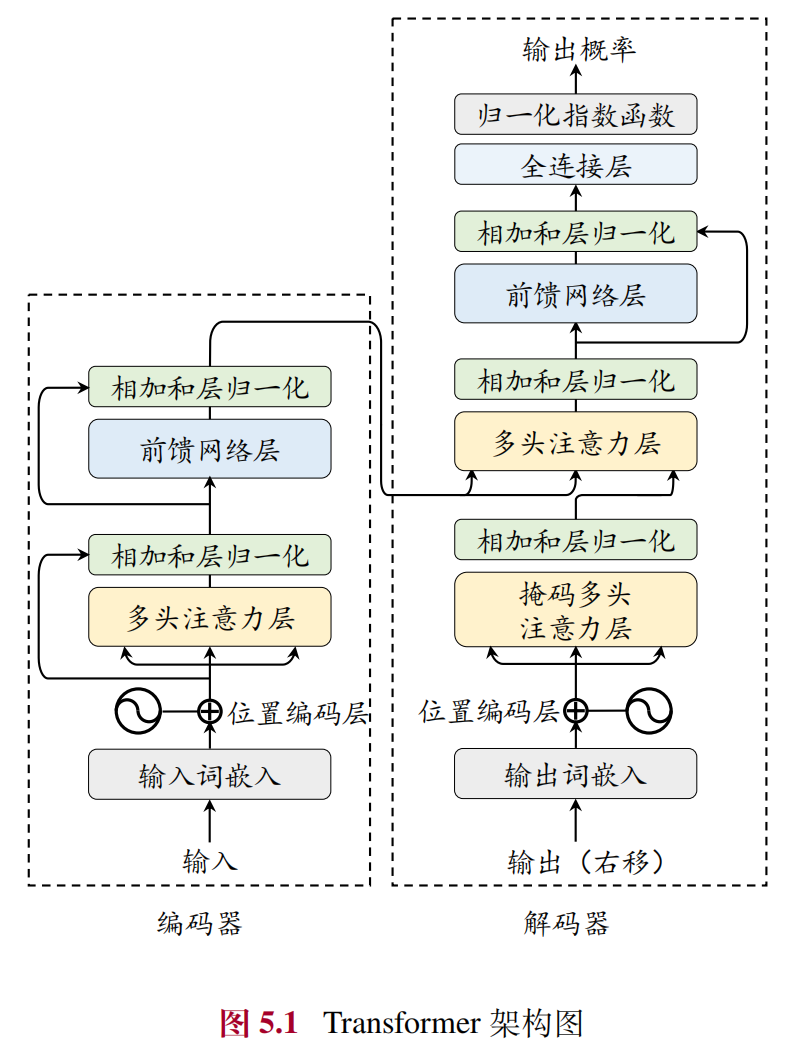 输出概率
归一化指数函数
全连接层
相加和层归一化
前馈网络层
相加和层归一化
多头注意力层
相加和层归一化
掩码多头
注意力层
位置编码层
输出词嵌入
输出（右移）
解码器
相加和层归一化
前馈网络层
相加和层归一化
多头注意力层
位置编码层
输入词嵌入
输入
编码器
图 5.1 Transformer 架构图